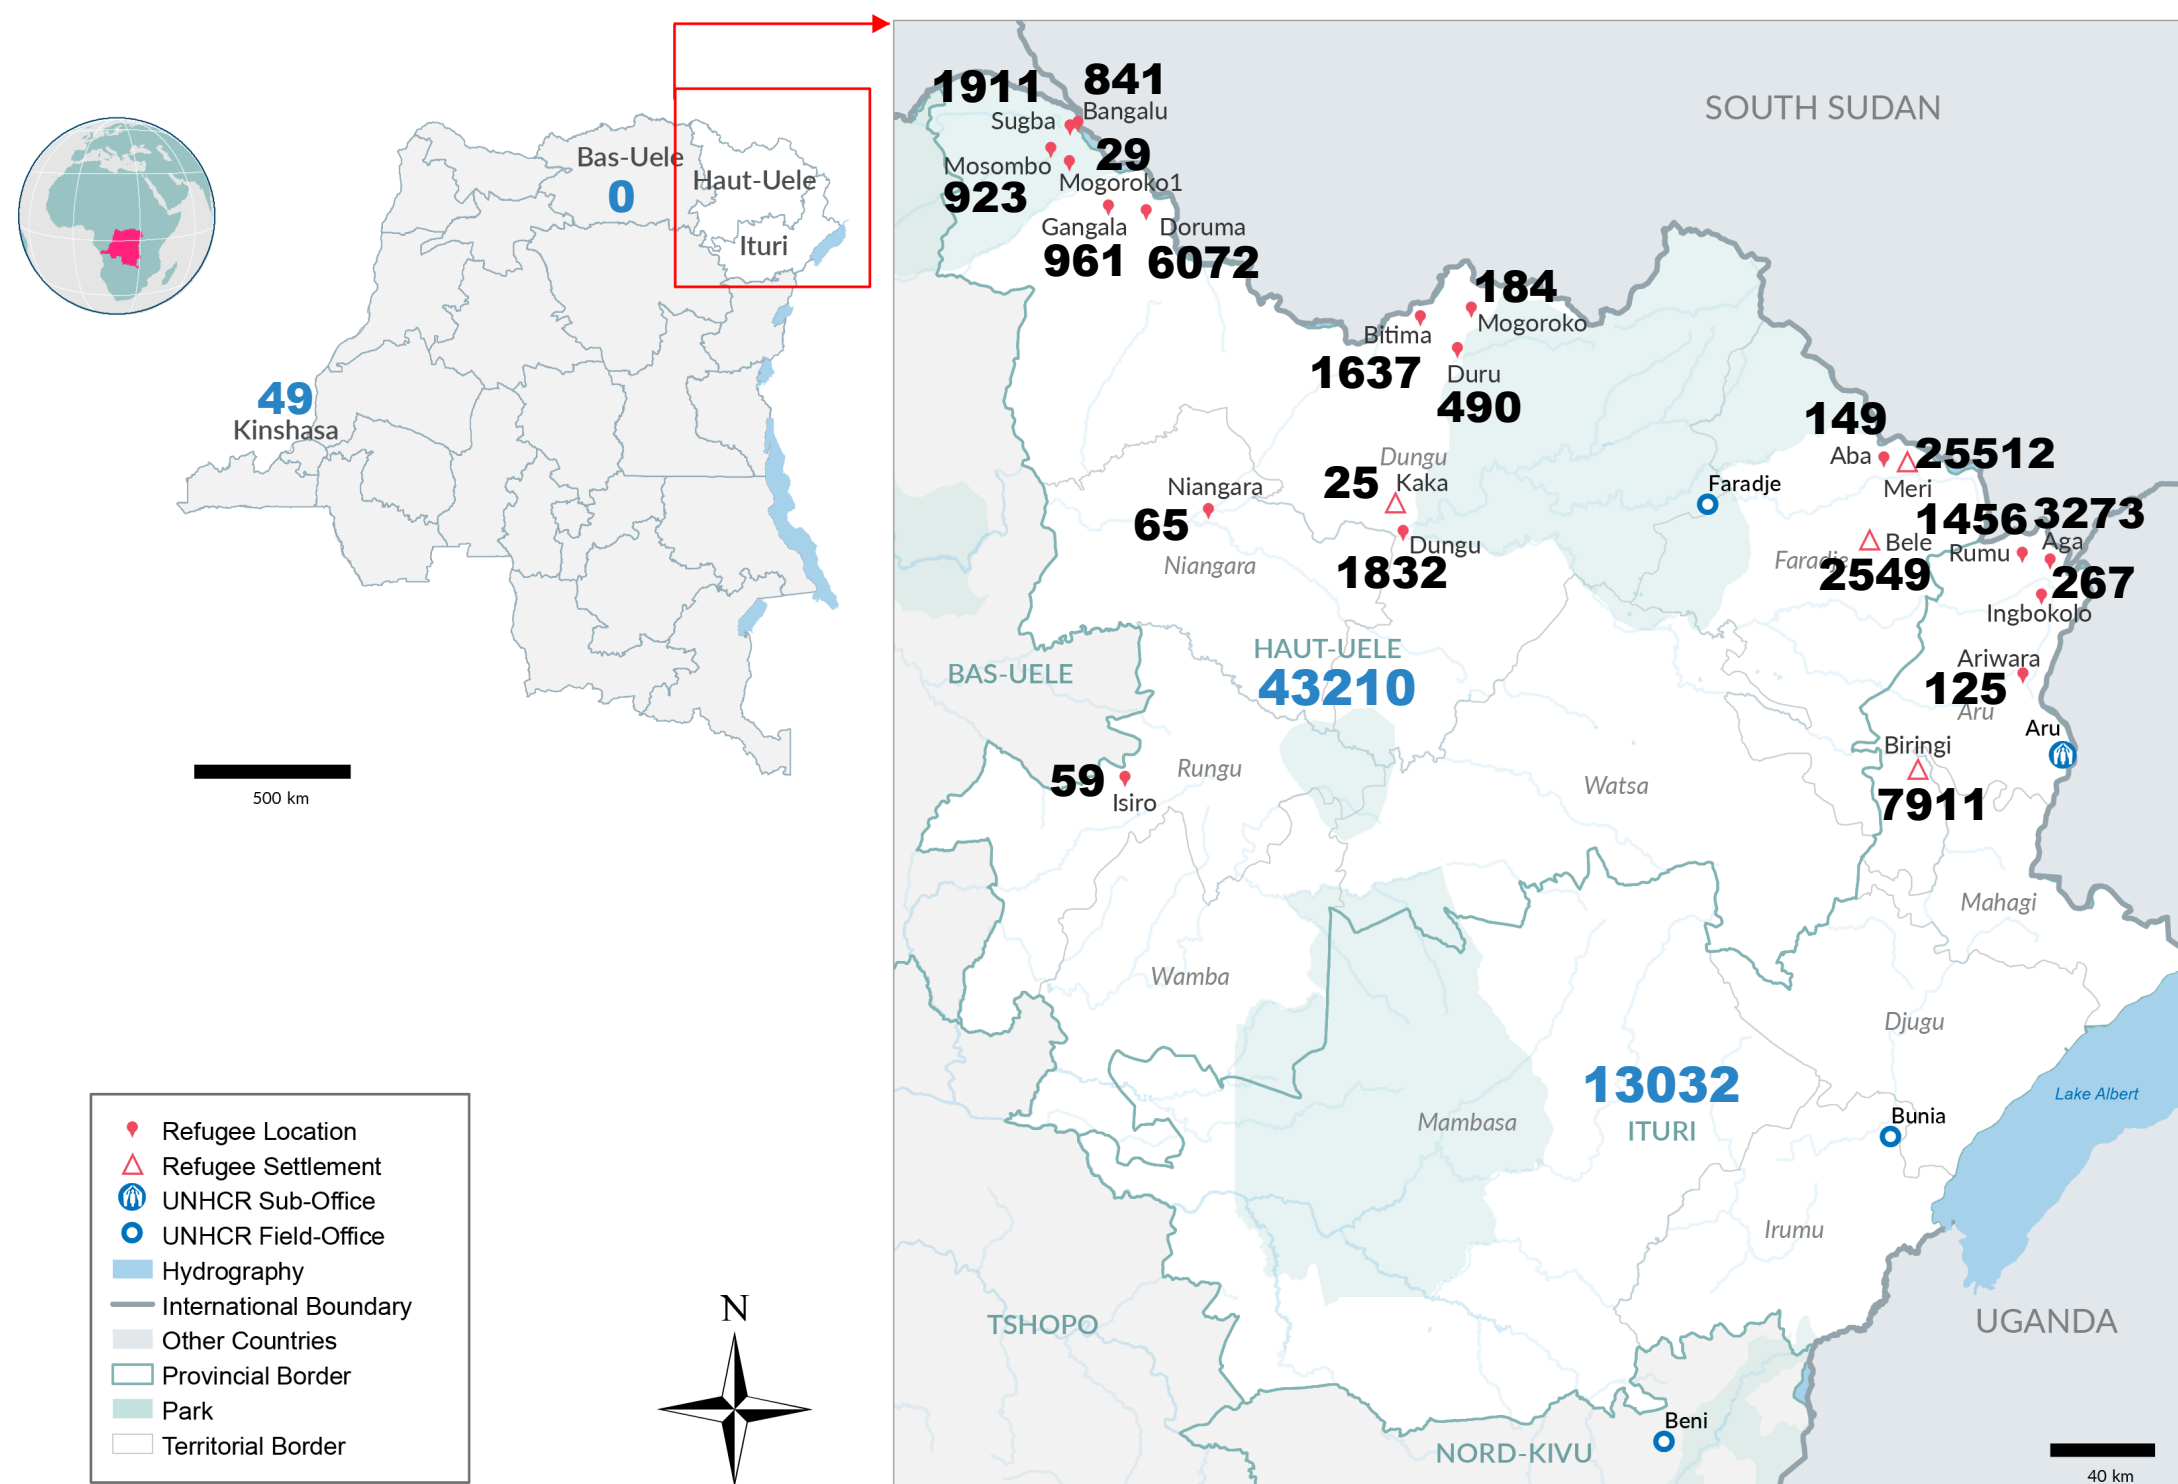 Bas-Uele
0
Haut-Uele
Ituri
49
Kinshasa
500 km
SOUTH SUDAN
1911
841
Sugba
Bangalu
29
Mosombo
Mogoroko1
923
Gangala
Doruma
961
6072
184
Bitima
Mogoroko
1637
Duru
490
149
25512
Aba
Meri
Dungu
25
Kaka
Niangara
65
Niangara
Dungu
1832
Faradje
1456
3273
Bele
Rumu
Aga
Faradje
2549
267
Ingbokolo
HAUT-UELE
43210
BAS-UELE
Ariwara
125
Aru
Aru
Biringi
7911
59
Isiro
Rungu
Watsa
Mahagi
Wamba
Djugu
13032
ITURI
Mambasa
Lake Albert
Bunia
Irumu
TSHOPO
UGANDA
Beni
NORD-KIVU
40 km
Refugee Location
Refugee Settlement
UNHCR Sub-Office
UNHCR Field-Office
Hydrography
International Boundary
Other Countries
Provincial Border
Park
Territorial Border
N